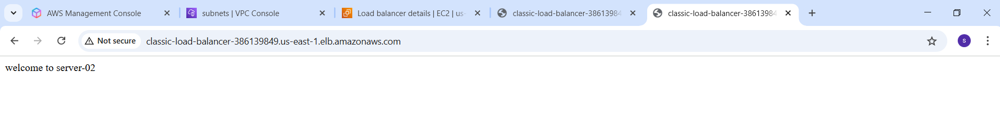 AWS Management Console
subnets | VPC Console
Load balancer details | EC2 | us-
classic-load-balancer-38613984
classic-load-balancer-38613984
Not secure
classic-load-balancer-386139849.us-east-1.elb.amazonaws.com
S
welcome to server-02